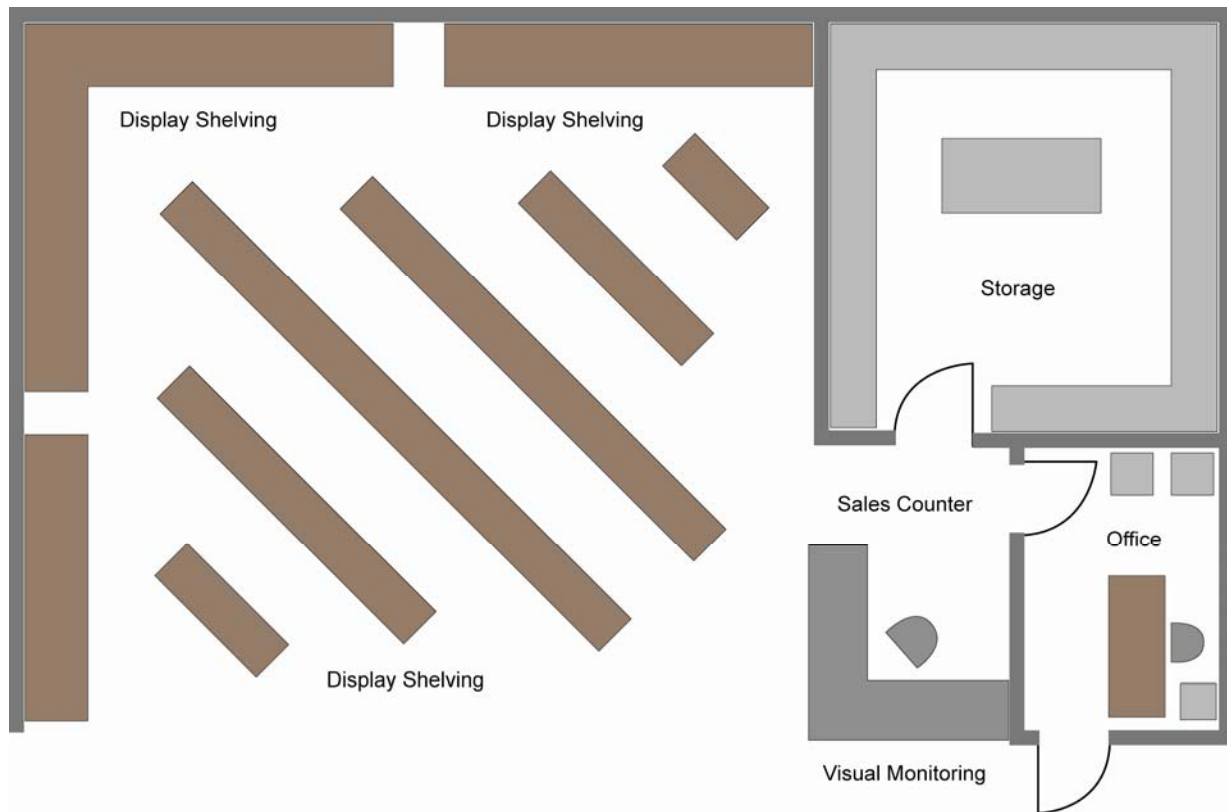 Display Shelving
Display Shelving
Storage
Sales Counter
Office
Display Shelving
Visual Monitoring